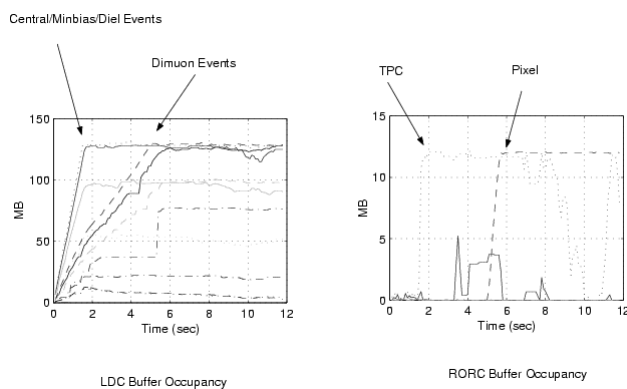 Central/Minbias/Diel Events
Dimuon Events
150
100
50
0
MB
0 2 4 6 8 10 12
Time (sec)
LDC Buffer Occupancy
TPC
Pixel
15
10
5
0
MB
0 2 4 6 8 10 12
Time (sec)
RORC Buffer Occupancy